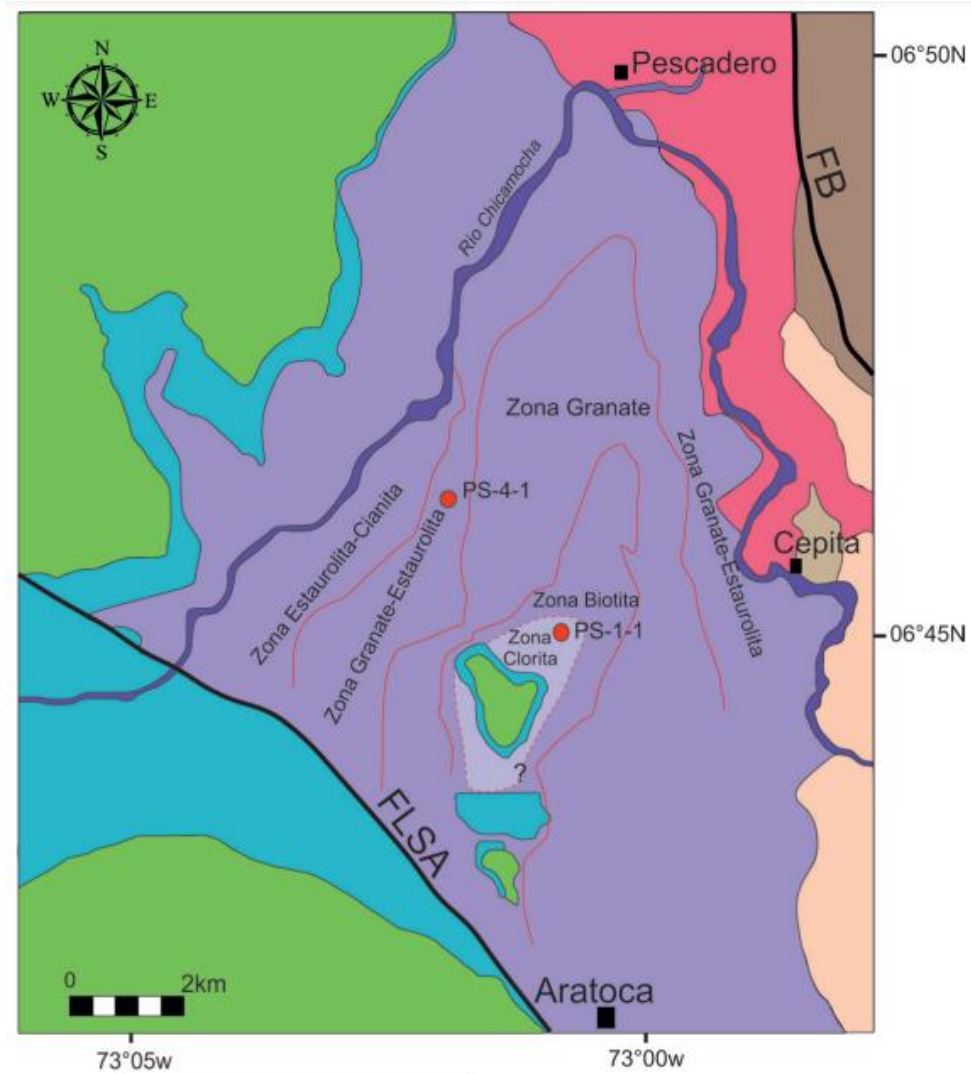 N
W E
S
Pescadero
06°50N
FB
Rio Chicamocha
Zona Granate
Zona Granate-Estaurolita
PS-4-1
Zona Estaurolita-Cianita
Zona Granate-Estaurolita
Cepita
Zona Biotita
PS-1-1
Zona
Clorita
06°45N
?
FLSA
0 2km
Aratoca
73°05w
73°00w